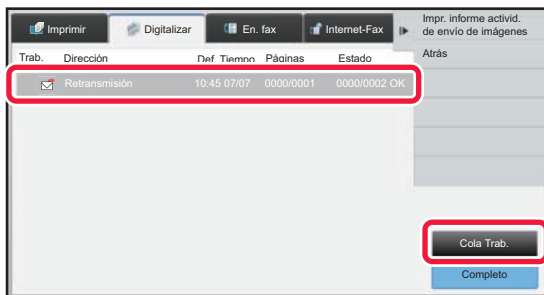 Imprimir Digitalizar En. fax Internet-Fax
Impr. informe activid.
de envío de imágenes
Atrás
Trab. Dirección Def Tiempo Páginas Estado
Retransmisión 10:45 07/07 0000/0001 0000/0002 OK
Cola Trab.
Completo